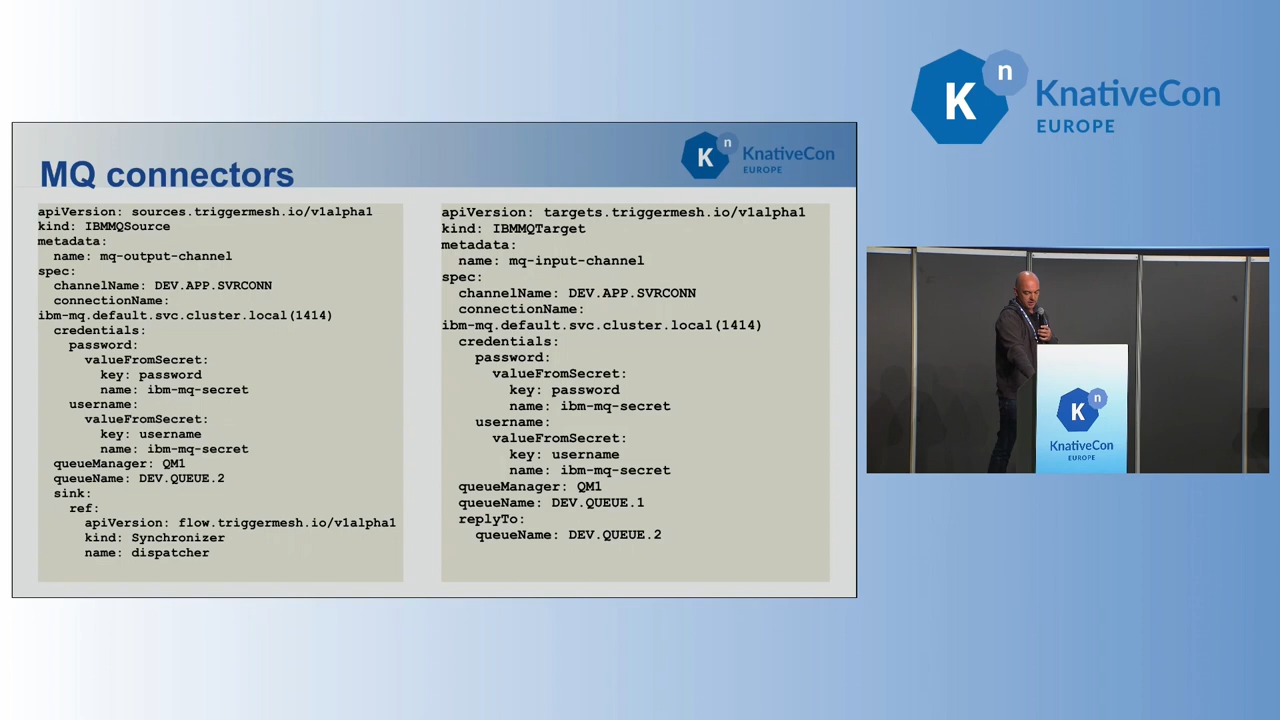 K n KnativeCon
EUROPE
MQ connectors
K n KnativeCon
EUROPE
apiVersion: sources.triggermesh.io/v1alpha1
kind: IBMMQSource
metadata:
  name: mq-output-channel
spec:
  channelName: DEV.APP.SVRCONN
  connectionName:
ibm-mq.default.svc.cluster.local(1414)
  credentials:
    password:
      valueFromSecret:
        key: password
        name: ibm-mq-secret
    username:
      valueFromSecret:
        key: username
        name: ibm-mq-secret
  queueManager: QM1
  queueName: DEV.QUEUE.2
  sink:
    ref:
      apiVersion: flow.triggermesh.io/v1alpha1
      kind: Synchronizer
      name: dispatcher
apiVersion: targets.triggermesh.io/v1alpha1
kind: IBMMQTarget
metadata:
  name: mq-input-channel
spec:
  channelName: DEV.APP.SVRCONN
  connectionName:
ibm-mq.default.svc.cluster.local(1414)
  credentials:
    password:
      valueFromSecret:
        key: password
        name: ibm-mq-secret
    username:
      valueFromSecret:
        key: username
        name: ibm-mq-secret
  queueManager: QM1
  queueName: DEV.QUEUE.1
  replyTo:
    queueName: DEV.QUEUE.2
K n
KnativeCon
EUROPE